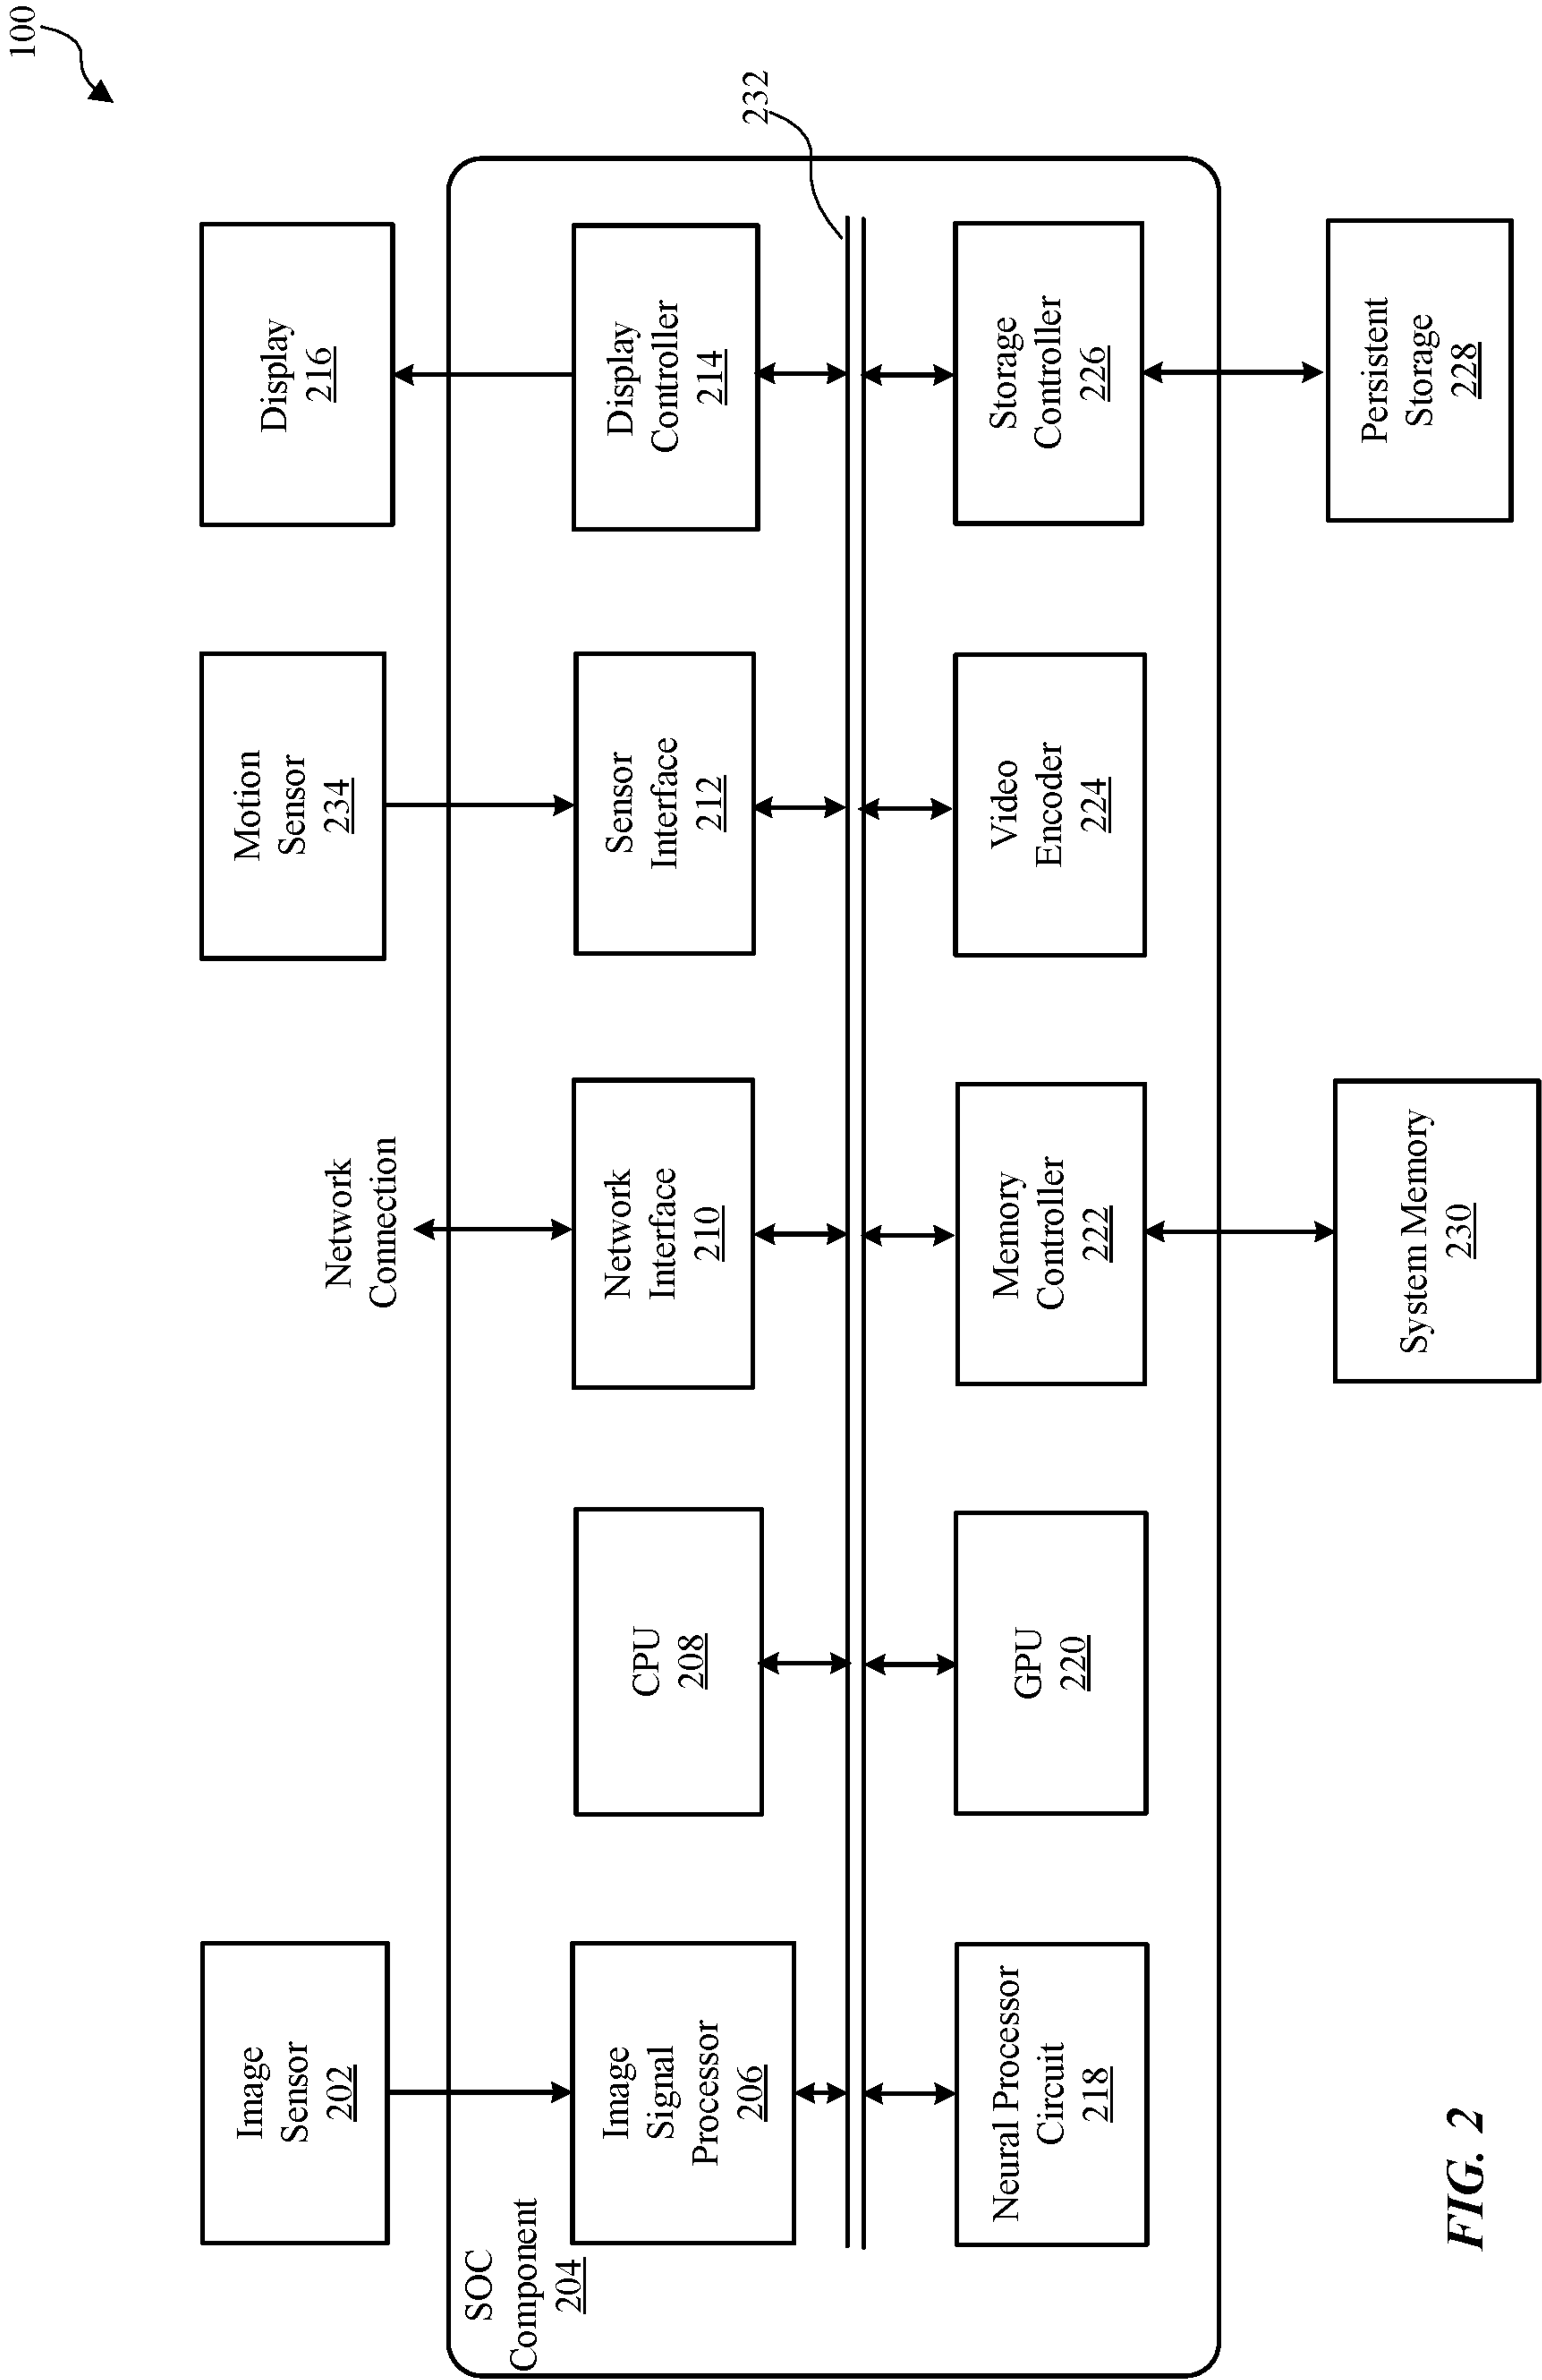 100
Image
Sensor
202
Network
Connection
Motion
Sensor
234
Display
216
SOC
Component
204
Image
Signal
Processor
206
CPU
208
Network
Interface
210
Sensor
Interface
212
Display
Controller
214
232
Neural Processor
Circuit
218
GPU
220
Memory
Controller
222
Video
Encoder
224
Storage
Controller
226
System Memory
230
Persistent
Storage
228
FIG. 2